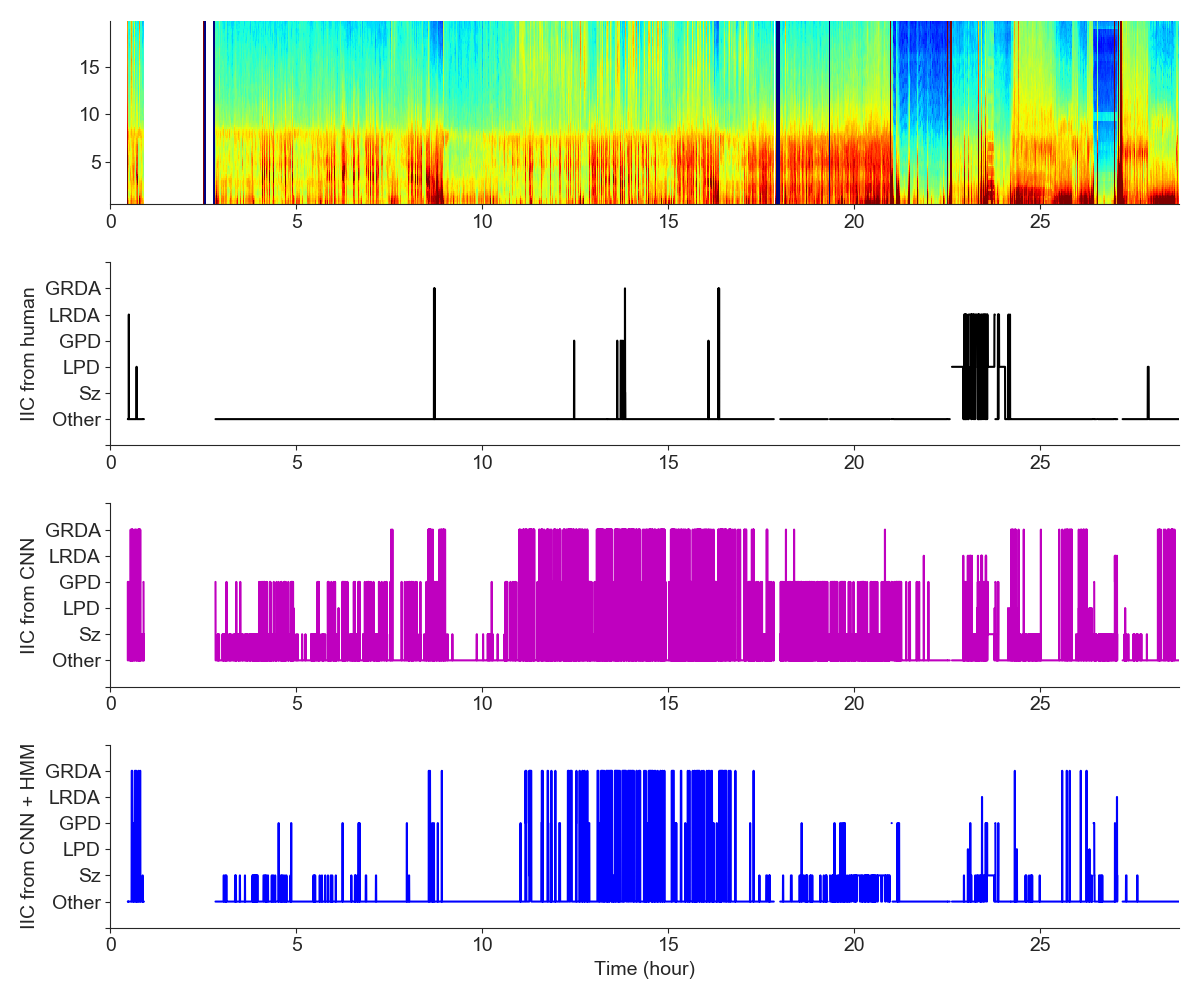 15
10
5
0 5 10 15 20 25
IIC from human
GRDA
LRDA
GPD
LPD
Sz
Other
0 5 10 15 20 25
IIC from CNN
GRDA
LRDA
GPD
LPD
Sz
Other
0 5 10 15 20 25
IIC from CNN + HMM
GRDA
LRDA
GPD
LPD
Sz
Other
0 5 10 15 20 25
Time (hour)